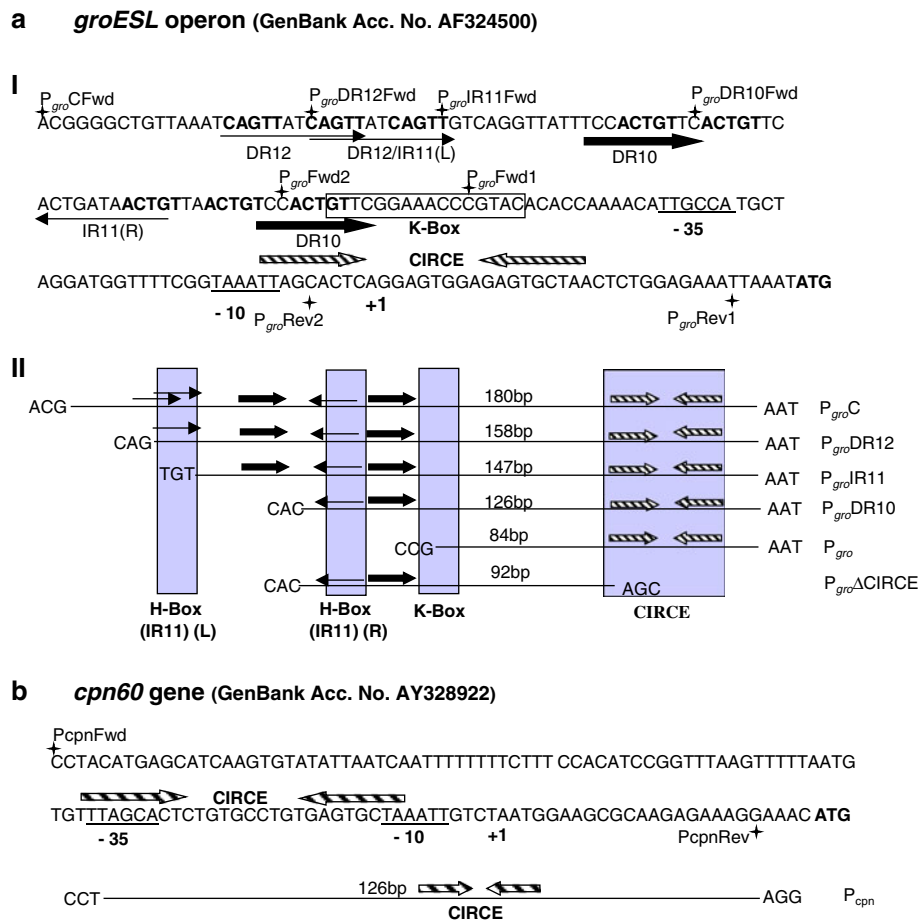 a groESL operon (GenBank Acc. No. AF324500)
I
PgroCFwd PgroDR12Fwd PgroIR11Fwd PgroDR10Fwd
ACGGGGCTGTTAAATCAGTTATCAGTTATCAGTTGTCAGGTTATTTCCACTGTTCACTGTTC
DR12 DR12/IR11(L) DR10
PgroFwd2 PgroFwd1
ACTGATAACTGTTAACTGTCCACTGTTCGGAAACCCGTACACACCAAAACATTGCCATGCT
IR11(R) DR10 K-Box - 35
CIRCE
AGGATGGTTTTCGGTAAATTAGCACTCAGGAGTGGAGAGTGCTAACTCTGGAGAAATTAAATATG
- 10 PgroRev2 +1 PgroRev1
II
ACG 180bp AAT PgroC
CAG 158bp AAT PgroDR12
TGT 147bp AAT PgroIR11
CAC 126bp AAT PgroDR10
CCG 84bp AAT Pgro
CAC 92bp AGC PgroΔCIRCE
H-Box (IR11) (L) H-Box (IR11) (R) K-Box CIRCE
b cpn60 gene (GenBank Acc. No. AY328922)
PcpnFwd
CCTACATGAGCATCAAGTGTATATTAATCAATTTTTTTTTCTTT CCACATCCGGTTTAAGTTTTTAATG
CIRCE
TGTTTAGCACTCTGTGCCTGTGAGTGCTAAATTGTCTAATGGAAGCGCAAGAGAAAGGAAAC ATG
- 35 - 10 +1 PcpnRev
CCT 126bp AGG Pcpn
CIRCE